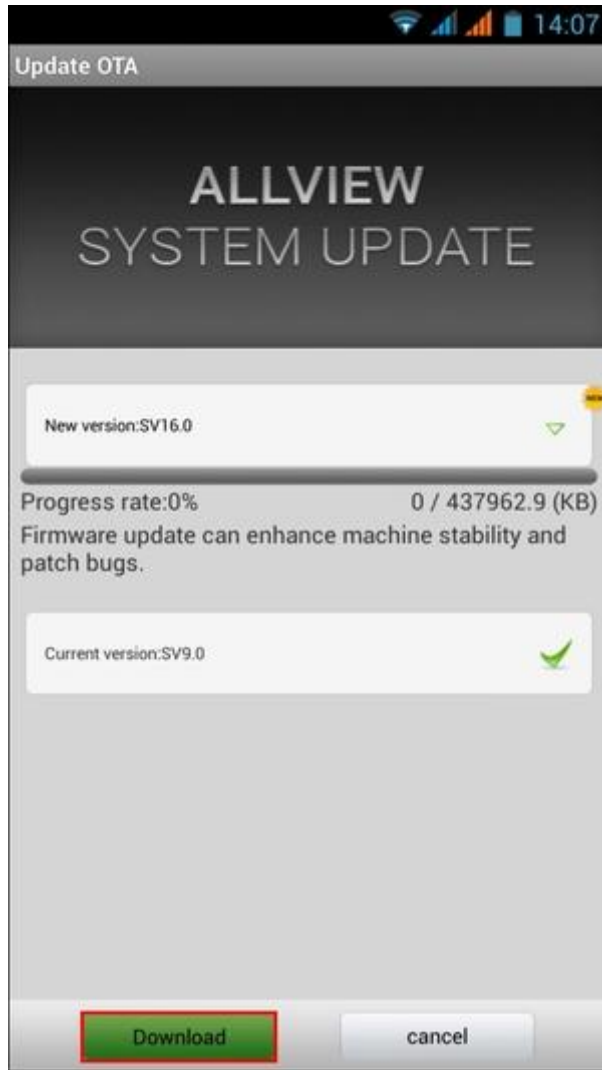 14:07
Update OTA
ALLVIEW
SYSTEM UPDATE
NEW
New version:SV16.0
Progress rate:0% 0 / 437962.9 (KB)
Firmware update can enhance machine stability and
patch bugs.
Current version:SV9.0
Download cancel